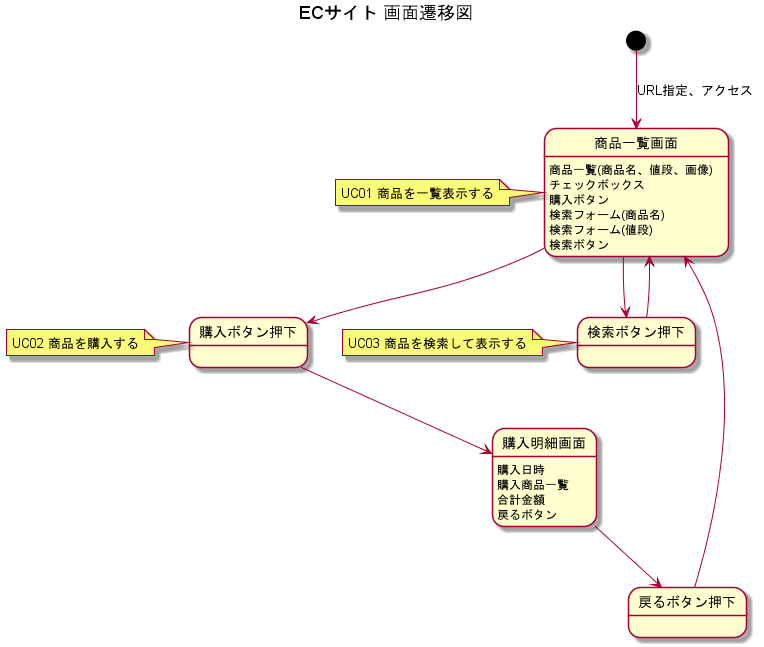 ECサイト 画面遷移図
URL指定、アクセス
商品一覧画面
商品一覧(商品名、値段、画像)
チェックボックス
購入ボタン
検索フォーム(商品名)
検索フォーム(値段)
検索ボタン
UC01 商品を一覧表示する
購入ボタン押下
UC02 商品を購入する
検索ボタン押下
UC03 商品を検索して表示する
購入明細画面
購入日時
購入商品一覧
合計金額
戻るボタン
戻るボタン押下